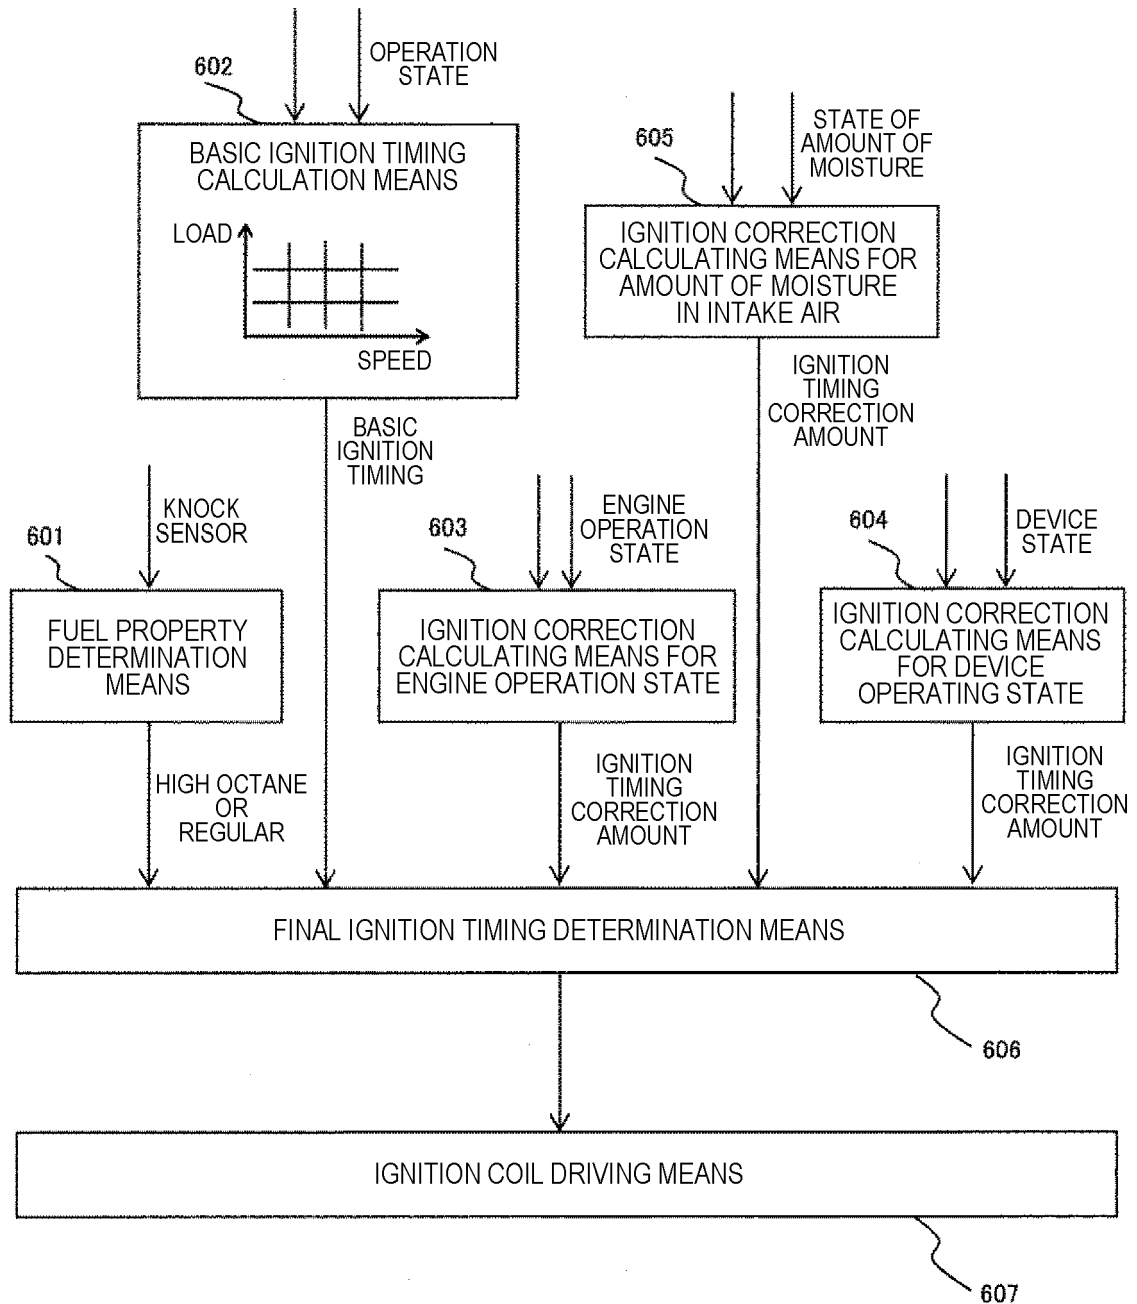 OPERATION
STATE
602
BASIC IGNITION TIMING
CALCULATION MEANS
LOAD
SPEED
STATE OF
AMOUNT OF
MOISTURE
605
IGNITION CORRECTION
CALCULATING MEANS FOR
AMOUNT OF MOISTURE
IN INTAKE AIR
BASIC
IGNITION
TIMING
IGNITION
TIMING
CORRECTION
AMOUNT
KNOCK
SENSOR
601
FUEL PROPERTY
DETERMINATION
MEANS
ENGINE
OPERATION
STATE
603
IGNITION CORRECTION
CALCULATING MEANS FOR
ENGINE OPERATION STATE
DEVICE
STATE
604
IGNITION CORRECTION
CALCULATING MEANS
FOR DEVICE
OPERATING STATE
HIGH OCTANE
OR
REGULAR
IGNITION
TIMING
CORRECTION
AMOUNT
IGNITION
TIMING
CORRECTION
AMOUNT
FINAL IGNITION TIMING DETERMINATION MEANS
606
IGNITION COIL DRIVING MEANS
607